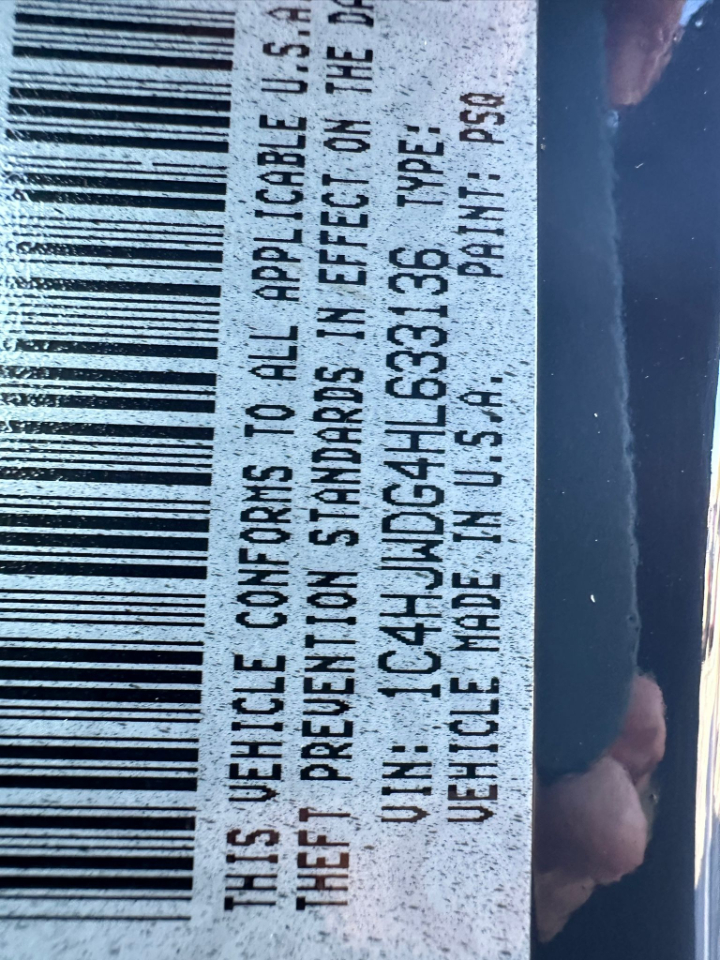 THIS VEHICLE CONFORMS TO ALL APPLICABLE U.S.A.
THEFT PREVENTION STANDARDS IN EFFECT ON THE
VIN: 1C4HJWDG4HL633136 TYPE:
VEHICLE MADE IN U.S.A. PAINT: PSQ